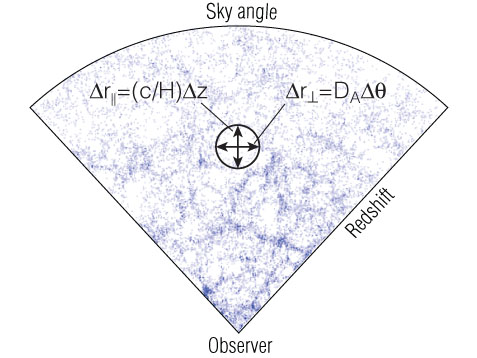 Sky angle
Δr∥=(c/H)Δz
Δr⊥=DAΔθ
Redshift
Observer